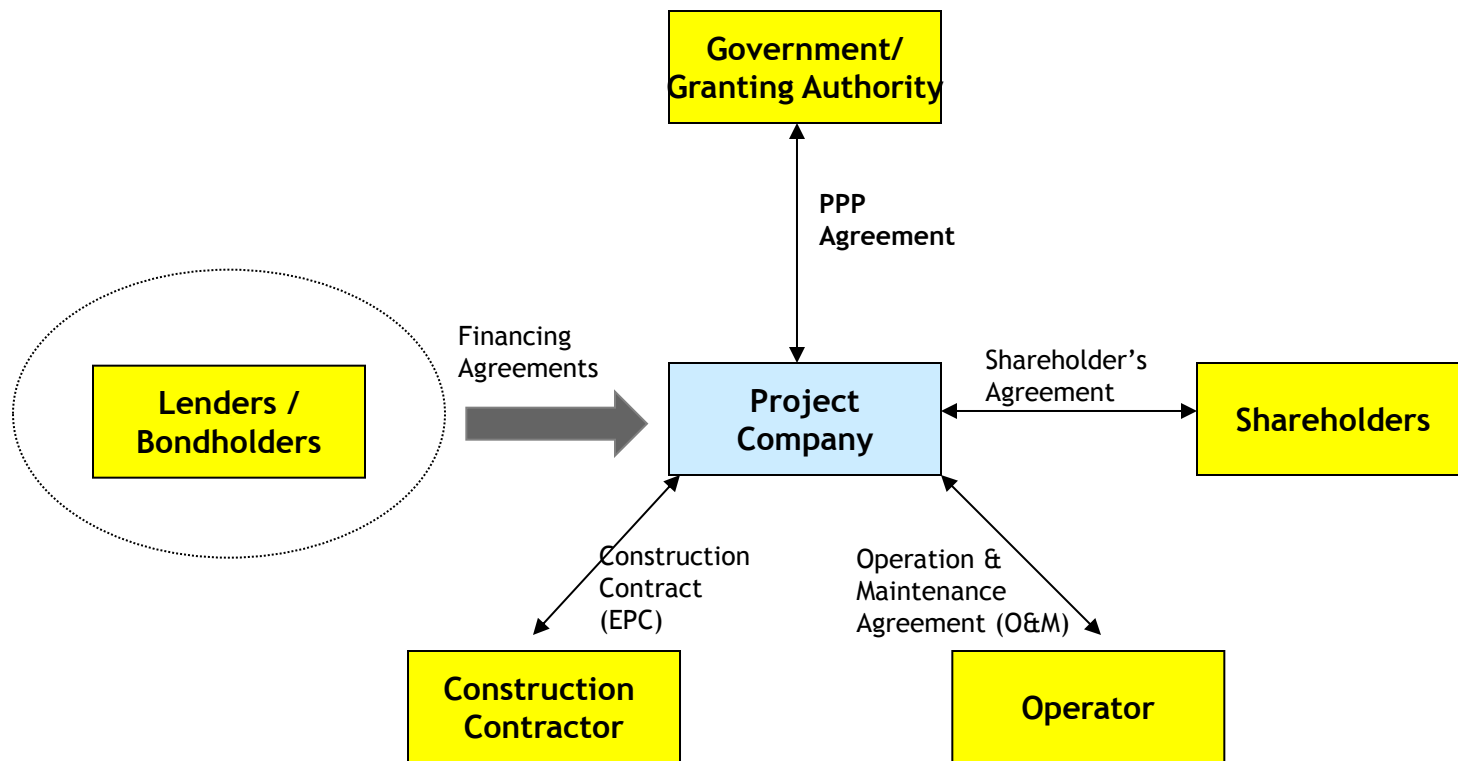 Government/
Granting Authority
PPP
Agreement
Financing
Agreements
Lenders /
Bondholders
Project
Company
Shareholder’s
Agreement
Shareholders
Construction
Contract
(EPC)
Operation &
Maintenance
Agreement (O&M)
Construction
Contractor
Operator